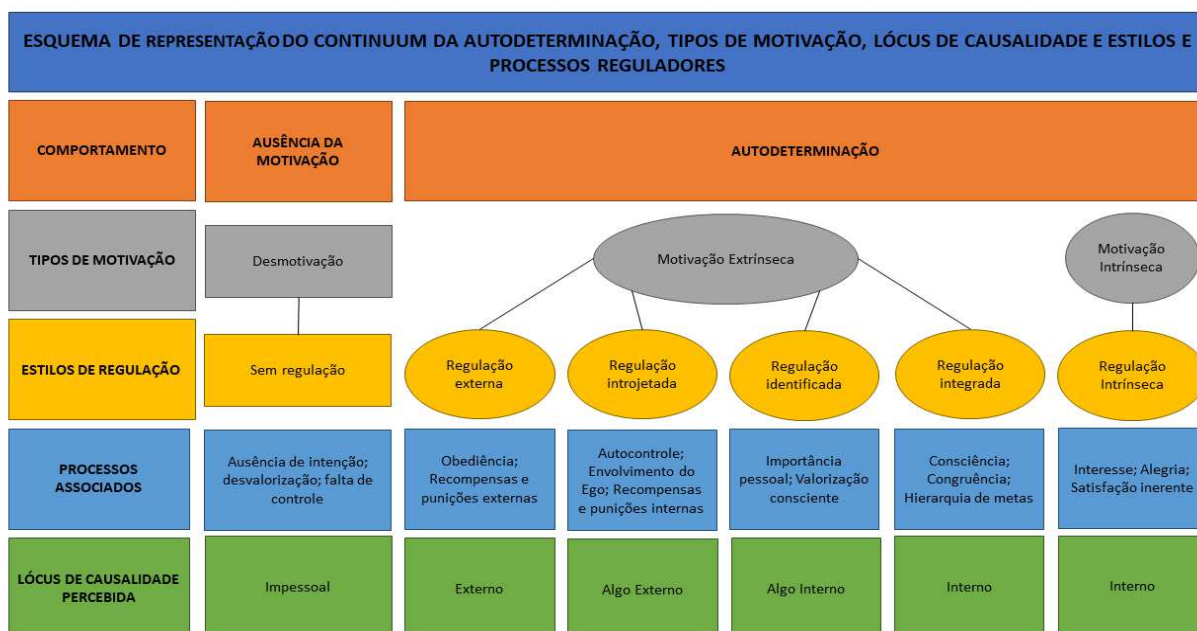 ESQUEMA DE REPRESENTAÇÃO DO CONTINUUM DA AUTODETERMINAÇÃO, TIPOS DE MOTIVAÇÃO, LÓCUS DE CAUSALIDADE E ESTILOS E
PROCESSOS REGULADORES
COMPORTAMENTO
AUSÊNCIA DA
MOTIVAÇÃO
AUTODETERMINAÇÃO
TIPOS DE MOTIVAÇÃO
Desmotivação
Motivação Extrínseca
Motivação
Intrínseca
ESTILOS DE REGULAÇÃO
Sem regulação
Regulação
externa
Regulação
introjetada
Regulação
identificada
Regulação
integrada
Regulação
Intrínseca
PROCESSOS
ASSOCIADOS
Ausência de intenção;
desvalorização; falta de
controle
Obediência;
Recompensas e
punições externas
Autocontrole;
Envolvimento do
Ego; Recompensas
e punições internas
Importância
pessoal; Valorização
consciente
Consciência;
Congruência;
Hierarquia de metas
Interesse; Alegria;
Satisfação inerente
LÓCUS DE CAUSALIDADE
PERCEBIDA
Impessoal
Externo
Algo Externo
Algo Interno
Interno
Interno